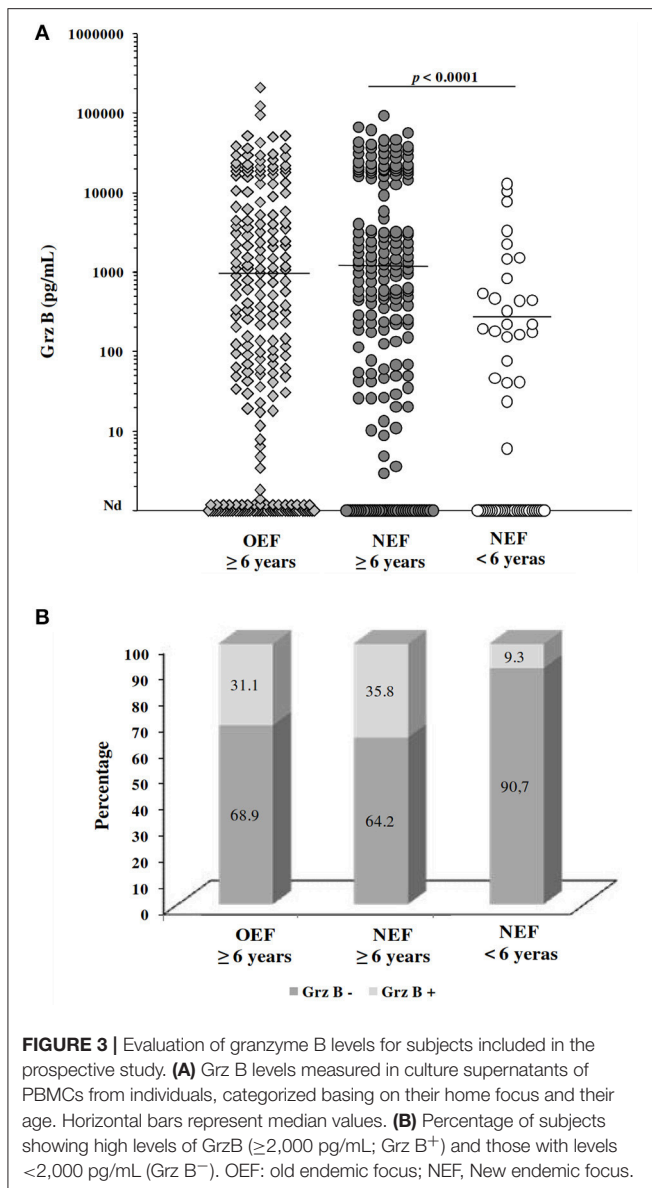 A
1000000
p < 0.0001
100000
10000
1000
100
10
Nd
Grz B (pg/mL)
OEF
≥ 6 years
NEF
≥ 6 years
NEF
< 6 yeras
B
100
90
80
70
60
50
40
30
20
10
0
Percentage
31.1
68.9
35.8
64.2
9.3
90,7
OEF
≥ 6 years
NEF
≥ 6 years
NEF
< 6 yeras
Grz B - Grz B +
FIGURE 3 | Evaluation of granzyme B levels for subjects included in the
prospective study. (A) Grz B levels measured in culture supernatants of
PBMCs from individuals, categorized basing on their home focus and their
age. Horizontal bars represent median values. (B) Percentage of subjects
showing high levels of GrzB (≥2,000 pg/mL; Grz B⁺) and those with levels
<2,000 pg/mL (Grz B⁻). OEF: old endemic focus; NEF, New endemic focus.